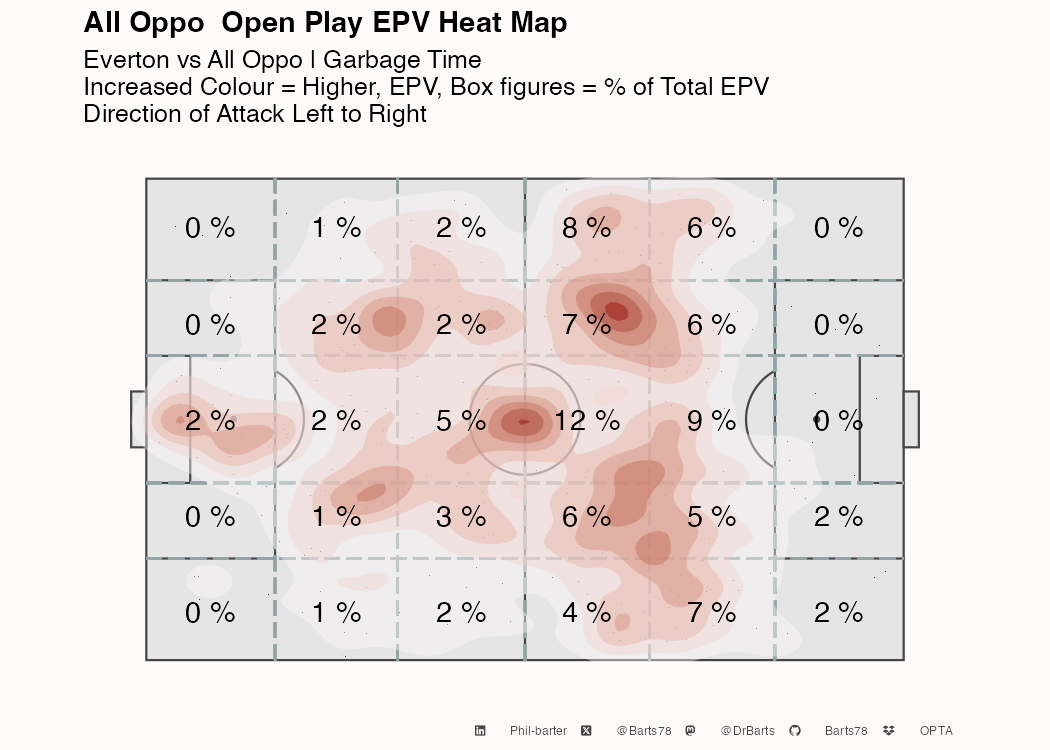 All Oppo  Open Play EPV Heat Map
Everton vs All Oppo | Garbage Time
Increased Colour = Higher, EPV, Box figures = % of Total EPV
Direction of Attack Left to Right
0 % 1 % 2 % 8 % 6 % 0 %
0 % 2 % 2 % 7 % 6 % 0 %
2 % 2 % 5 % 12 % 9 % 0 %
0 % 1 % 3 % 6 % 5 % 2 %
0 % 1 % 2 % 4 % 7 % 2 %
Phil-barter @Barts78 @DrBarts Barts78 OPTA